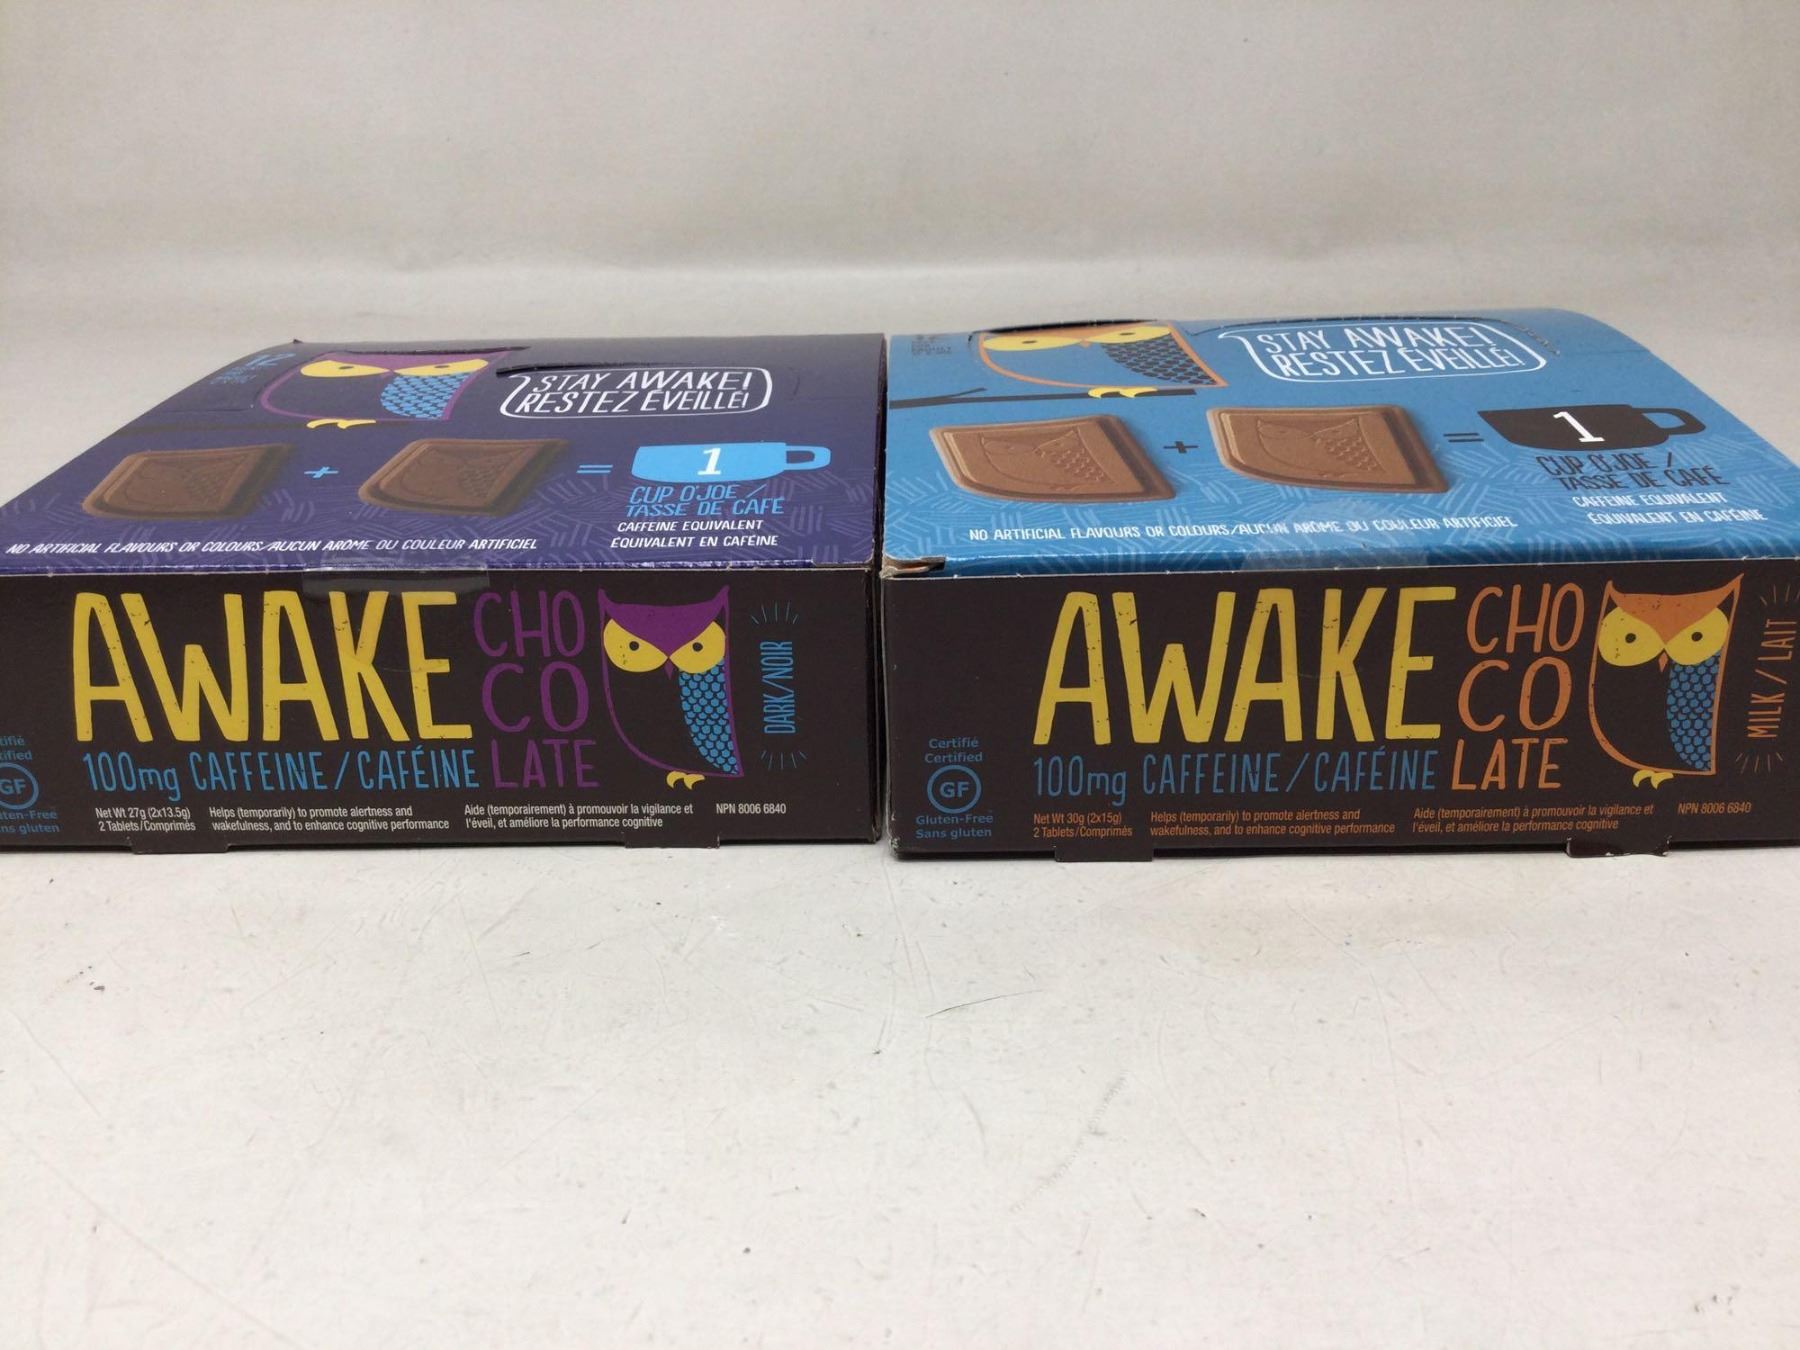 12
STAY AWAKE!
RESTEZ ÉVEILLÉ!
+
=
1
CUP O'JOE /
TASSE DE CAFÉ
CAFFEINE EQUIVALENT
ÉQUIVALENT EN CAFÉINE
NO ARTIFICIAL FLAVOURS OR COLOURS/AUCUN ARÔME OU COULEUR ARTIFICIEL
AWAKE
CHO
CO
LATE
DARK/NOIR
100mg CAFFEINE/CAFÉINE
GF
Net Wt 27g (2x13.5g)
2 Tablets/Comprimés
Helps (temporarily) to promote alertness and
wakefulness, and to enhance cognitive performance
Aide (temporairement) à promouvoir la vigilance et
l'éveil, et améliore la performance cognitive
NPN 8006 6840
STAY AWAKE!
RESTEZ ÉVEILLÉ!
+
=
1
CUP O'JOE /
TASSE DE CAFÉ
CAFFEINE EQUIVALENT
ÉQUIVALENT EN CAFÉINE
NO ARTIFICIAL FLAVOURS OR COLOURS/AUCUN ARÔME OU COULEUR ARTIFICIEL
AWAKE
CHO
CO
LATE
MILK / LAIT
100mg CAFFEINE/CAFÉINE
Certifié
Certified
GF
Gluten-Free
Sans gluten
Net Wt 30g (2x15g)
2 Tablets/Comprimés
Helps (temporarily) to promote alertness and
wakefulness, and to enhance cognitive performance
Aide (temporairement) à promouvoir la vigilance et
l'éveil, et améliore la performance cognitive
NPN 8006 6840